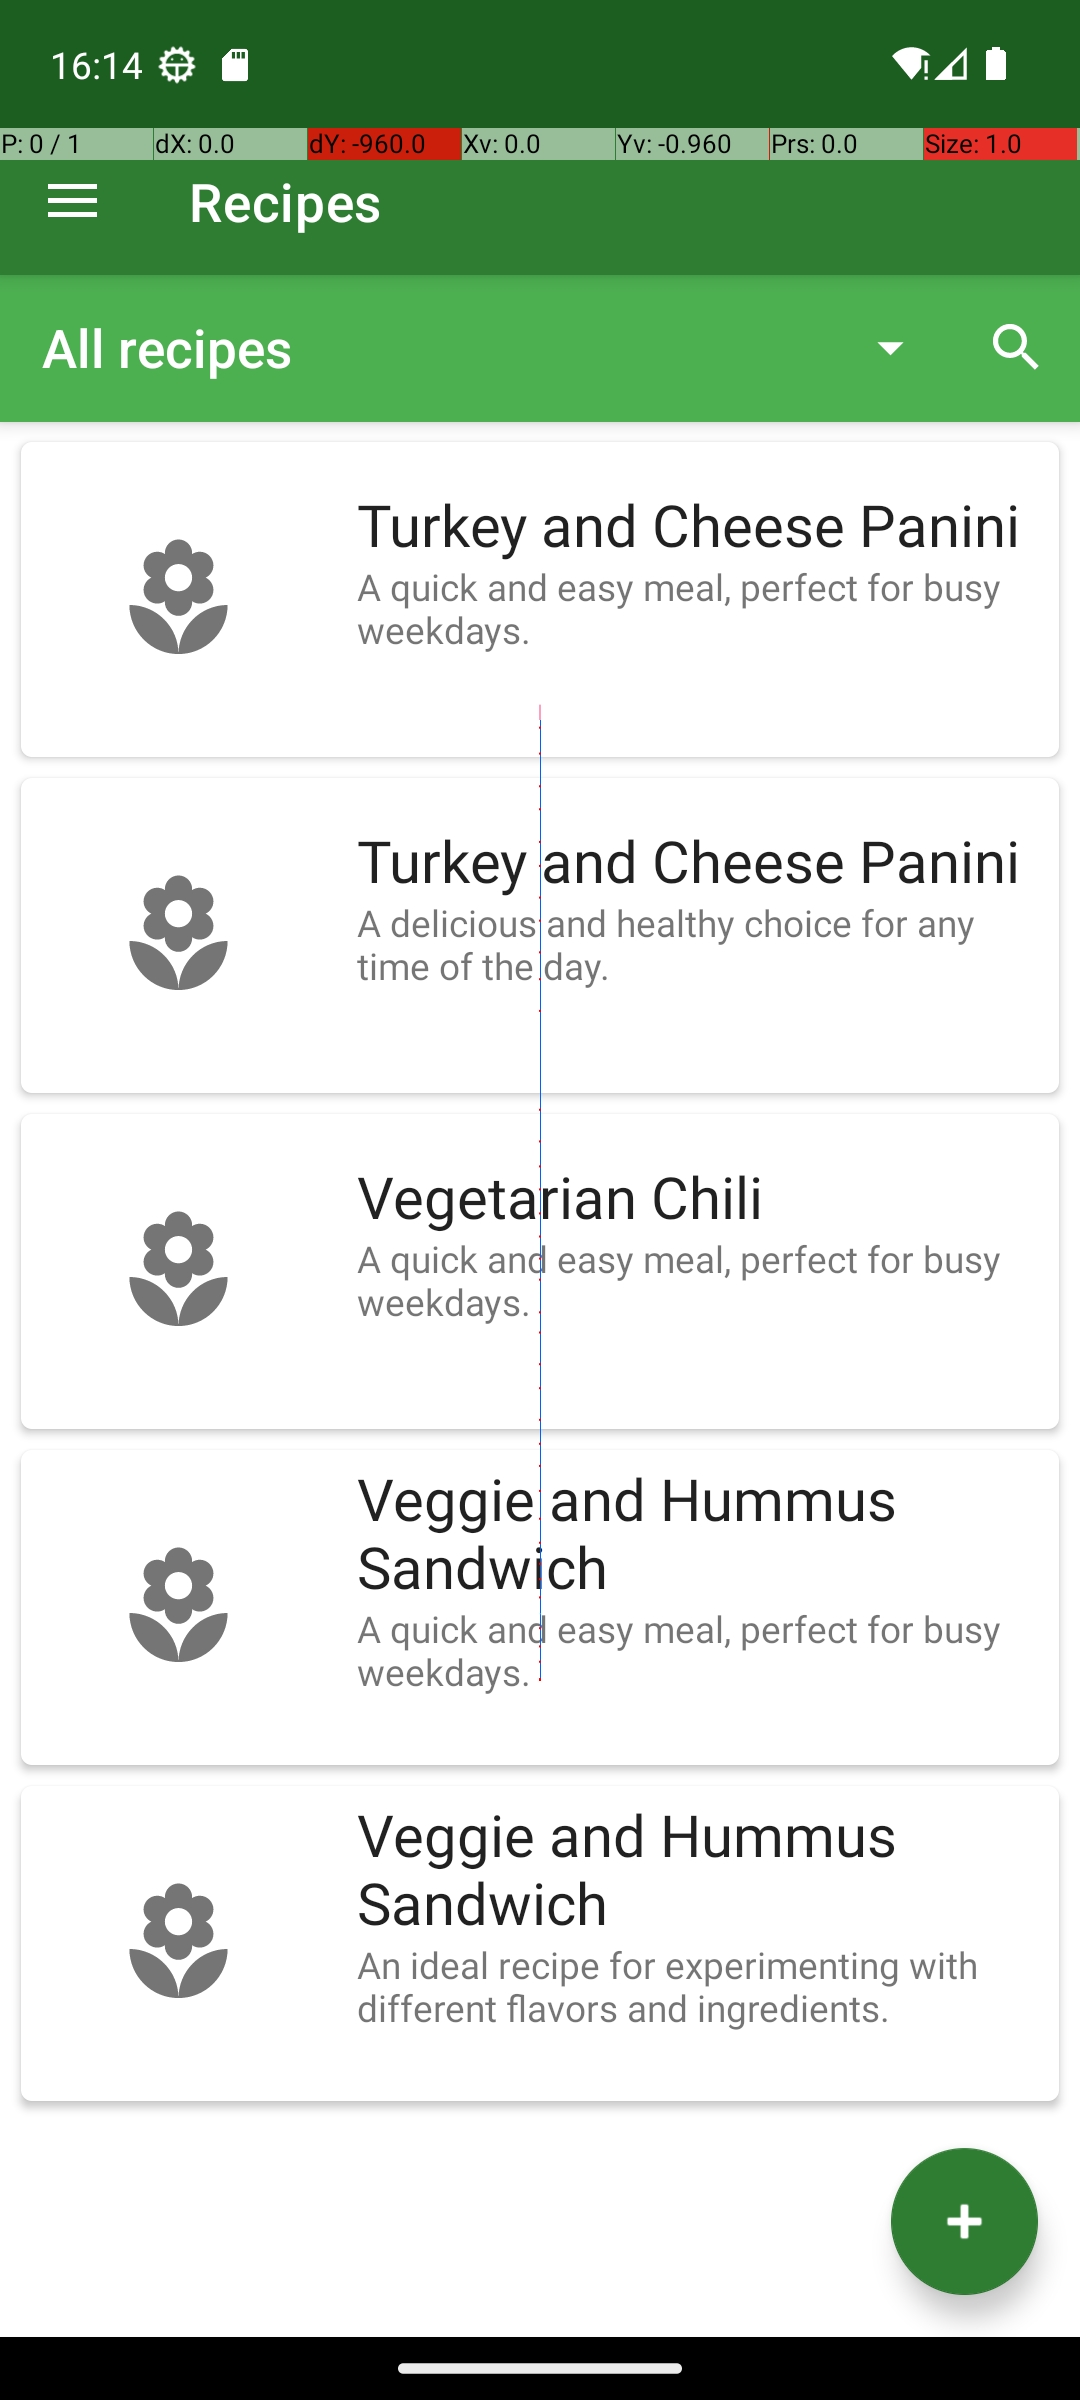 16:14
P: 0 / 1 dX: 0.0 dY: -960.0 Xv: 0.0 Yv: -0.960 Prs: 0.0 Size: 1.0
Recipes
All recipes
Turkey and Cheese Panini
A quick and easy meal, perfect for busy
weekdays.
Turkey and Cheese Panini
A delicious and healthy choice for any
time of the day.
Vegetarian Chili
A quick and easy meal, perfect for busy
weekdays.
Veggie and Hummus
Sandwich
A quick and easy meal, perfect for busy
weekdays.
Veggie and Hummus
Sandwich
An ideal recipe for experimenting with
different flavors and ingredients.